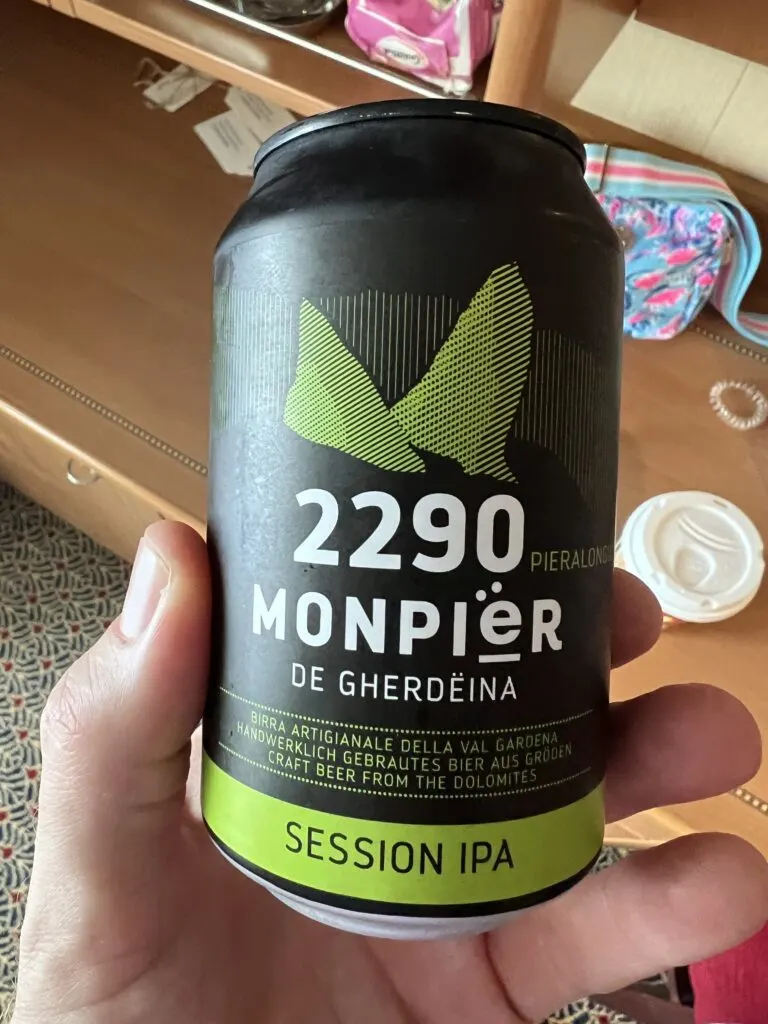 2290
PIERALONG
MONPIËR
DE GHERDËINA
BIRRA ARTIGIANALE DELLA VAL GARDENA
HANDWERKLICH GEBRAUTES BIER AUS GRÖDEN
CRAFT BEER FROM THE DOLOMITES
SESSION IPA